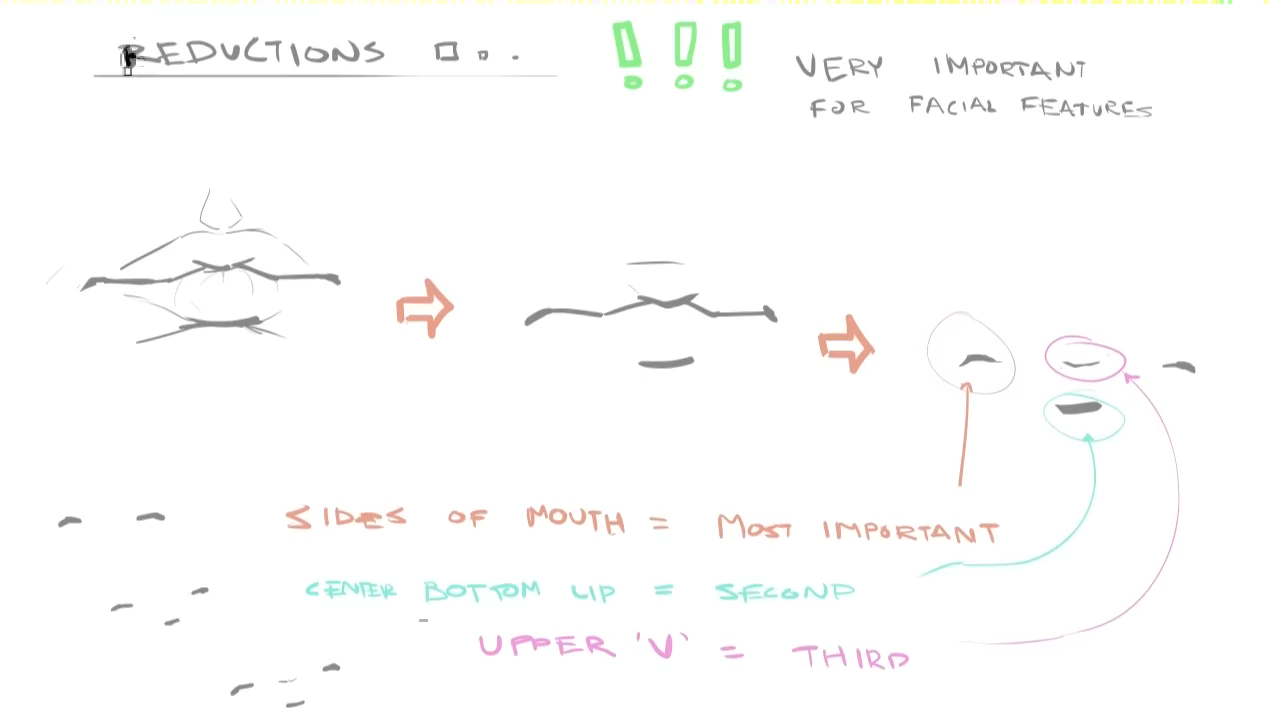 REDUCTIONS
!!!
VERY IMPORTANT
FOR FACIAL FEATURES
SIDES OF MOUTH = MOST IMPORTANT
CENTER BOTTOM LIP = SECOND
UPPER 'V' = THIRD